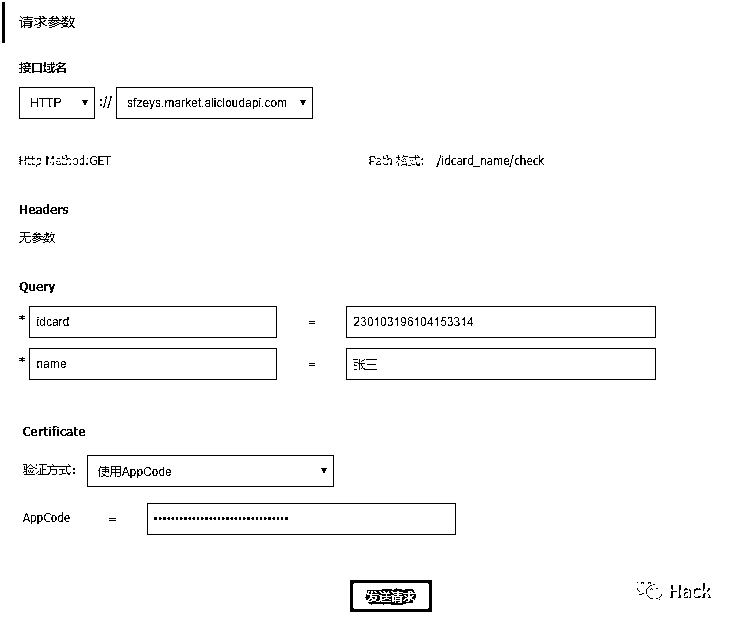 请求参数
接口域名
HTTP :// sfzeys.market.alicloudapi.com
Http Mathod:GET Path 格式: /idcard_name/check
Headers
无参数
Query
* idcard = 230103196104153314
* name = 张三
Certificate
验证方式: 使用AppCode
AppCode = ••••••••••••••••••••••••••••••••
发送请求
Hack